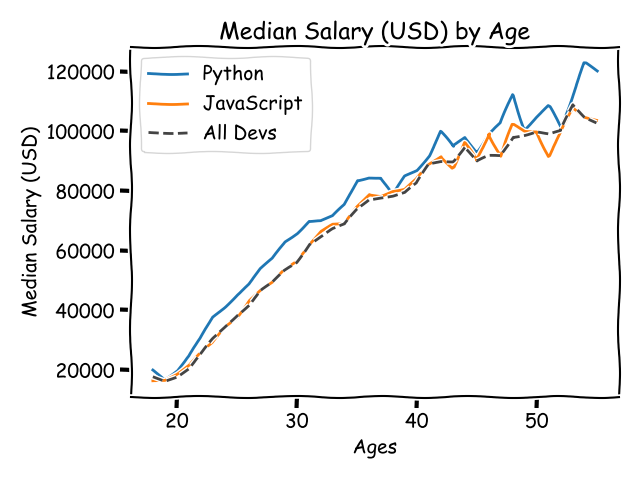 Median Salary (USD) by Age
Python
JavaScript
All Devs
Median Salary (USD)
120000
100000
80000
60000
40000
20000
20 30 40 50
Ages